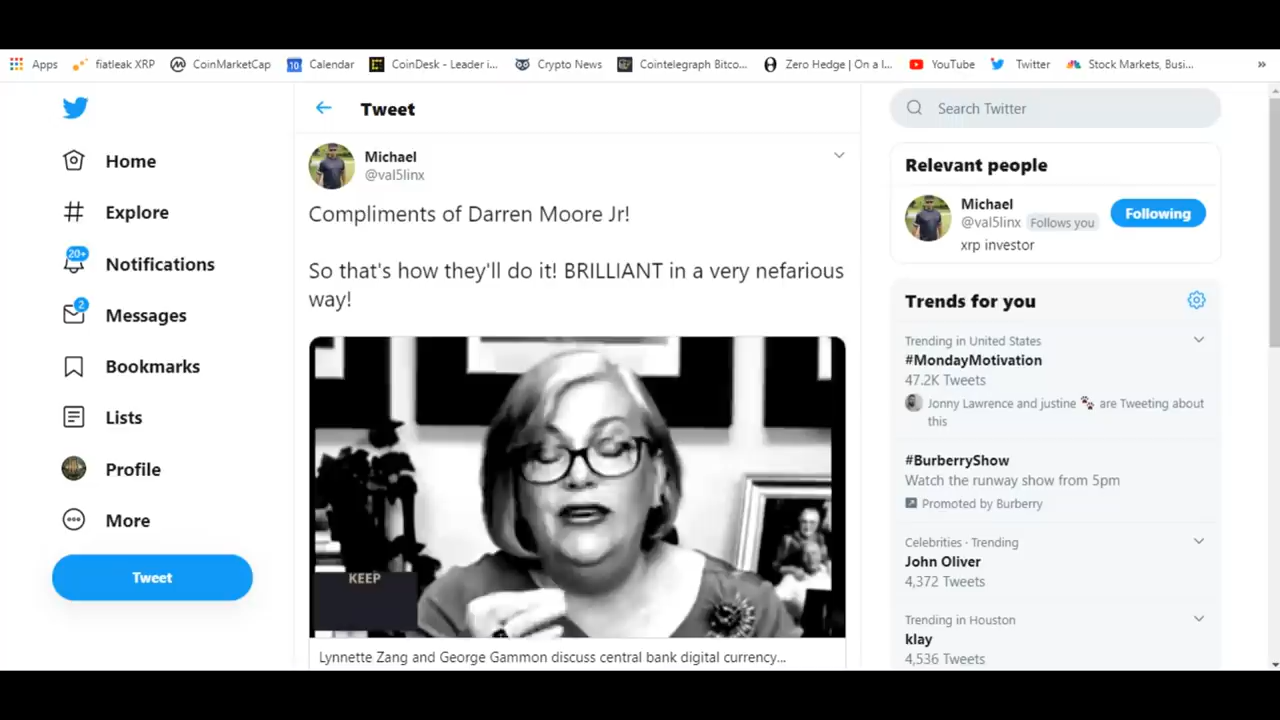 Apps
fiatleak XRP
CoinMarketCap
10
Calendar
CoinDesk - Leader i...
Crypto News
Cointelegraph Bitco...
Zero Hedge | On a l...
YouTube
Twitter
Stock Markets, Busi...
»
Tweet
Search Twitter
Home
Explore
20+
Notifications
2
Messages
Bookmarks
Lists
Profile
More
Tweet
Michael
@val5linx
Compliments of Darren Moore Jr!
So that's how they'll do it! BRILLIANT in a very nefarious
way!
KEEP
Lynnette Zang and George Gammon discuss central bank digital currency...
Relevant people
Michael
@val5linx Follows you
Following
xrp investor
Trends for you
Trending in United States
#MondayMotivation
47.2K Tweets
Jonny Lawrence and justine 🐾 are Tweeting about
this
#BurberryShow
Watch the runway show from 5pm
Promoted by Burberry
Celebrities · Trending
John Oliver
4,372 Tweets
Trending in Houston
klay
4,536 Tweets